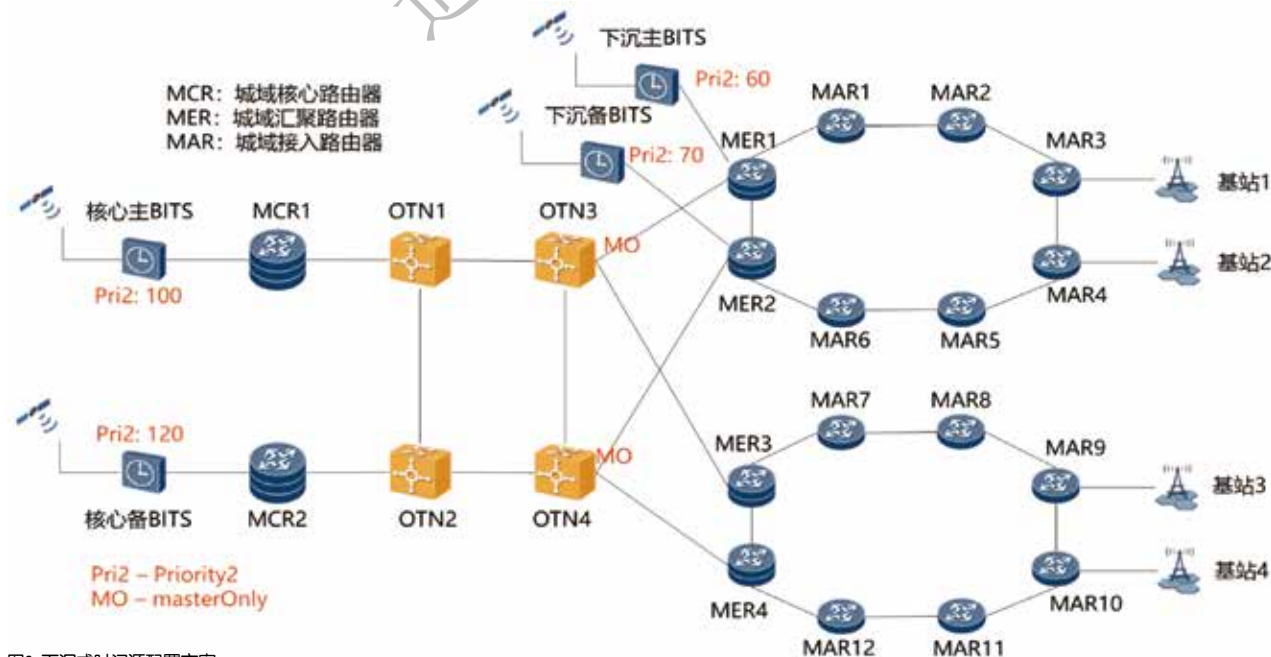 下沉主BITS
Pri2: 60
MCR：城域核心路由器
MER：城域汇聚路由器
MAR：城域接入路由器
下沉备BITS
Pri2: 70
MER1
MAR1
MAR2
MAR3
基站1
核心主BITS
MCR1
OTN1
OTN3
MO
Pri2: 100
MER2
MAR4
基站2
MAR6
MAR5
Pri2: 120
核心备BITS
MCR2
OTN2
OTN4
MO
MER3
MAR7
MAR8
MAR9
基站3
MER4
MAR10
基站4
MAR12
MAR11
Pri2 – Priority2
MO – masterOnly